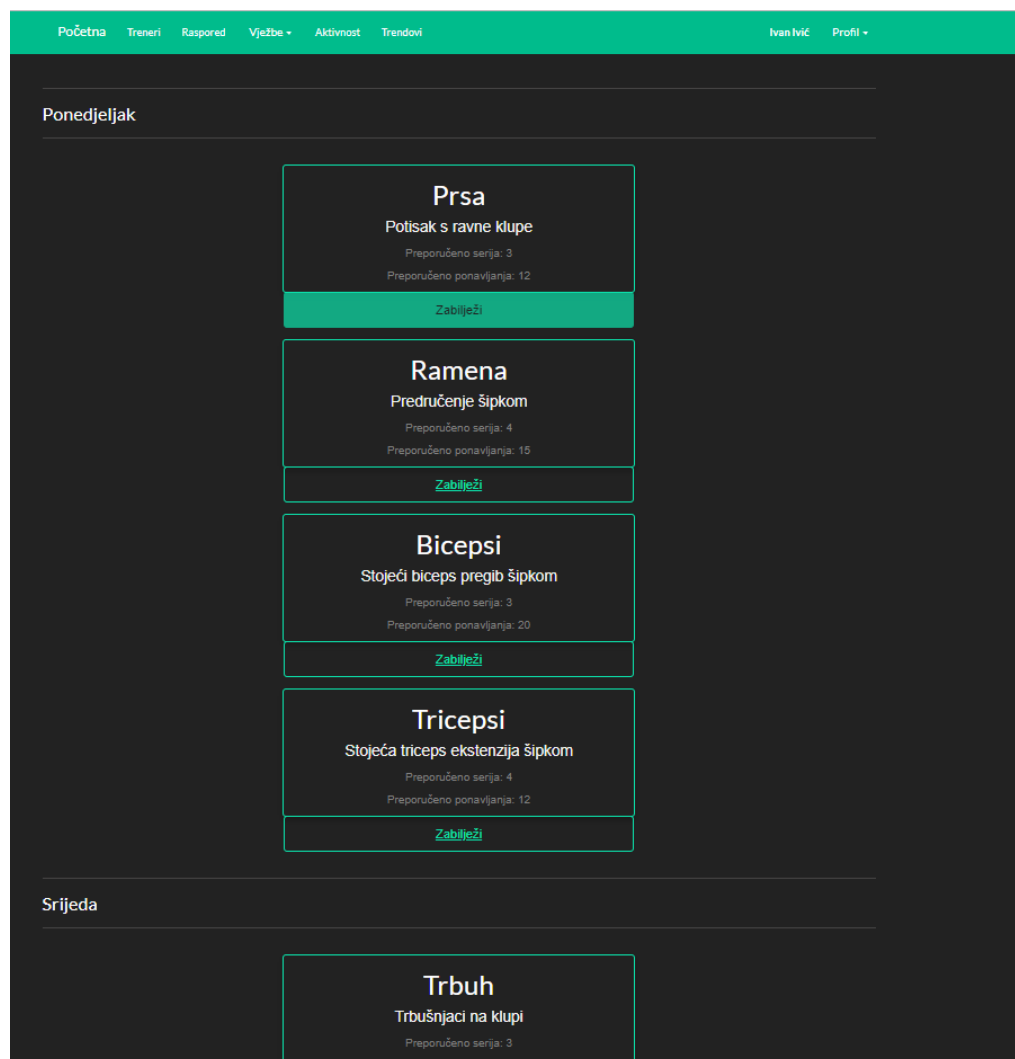 Početna Treneri Raspored Vježbe Aktivnost Trendovi Ivan Ivić Profil
Ponedjeljak
Prsa
Potisak s ravne klupe
Preporučeno serija: 3
Preporučeno ponavljanja: 12
Zabilježi
Ramena
Predručenje šipkom
Preporučeno serija: 4
Preporučeno ponavljanja: 15
Zabilježi
Bicepsi
Stojeći biceps pregib šipkom
Preporučeno serija: 3
Preporučeno ponavljanja: 20
Zabilježi
Tricepsi
Stojeća triceps ekstenzija šipkom
Preporučeno serija: 4
Preporučeno ponavljanja: 12
Zabilježi
Srijeda
Trbuh
Trbušnjaci na klupi
Preporučeno serija: 3